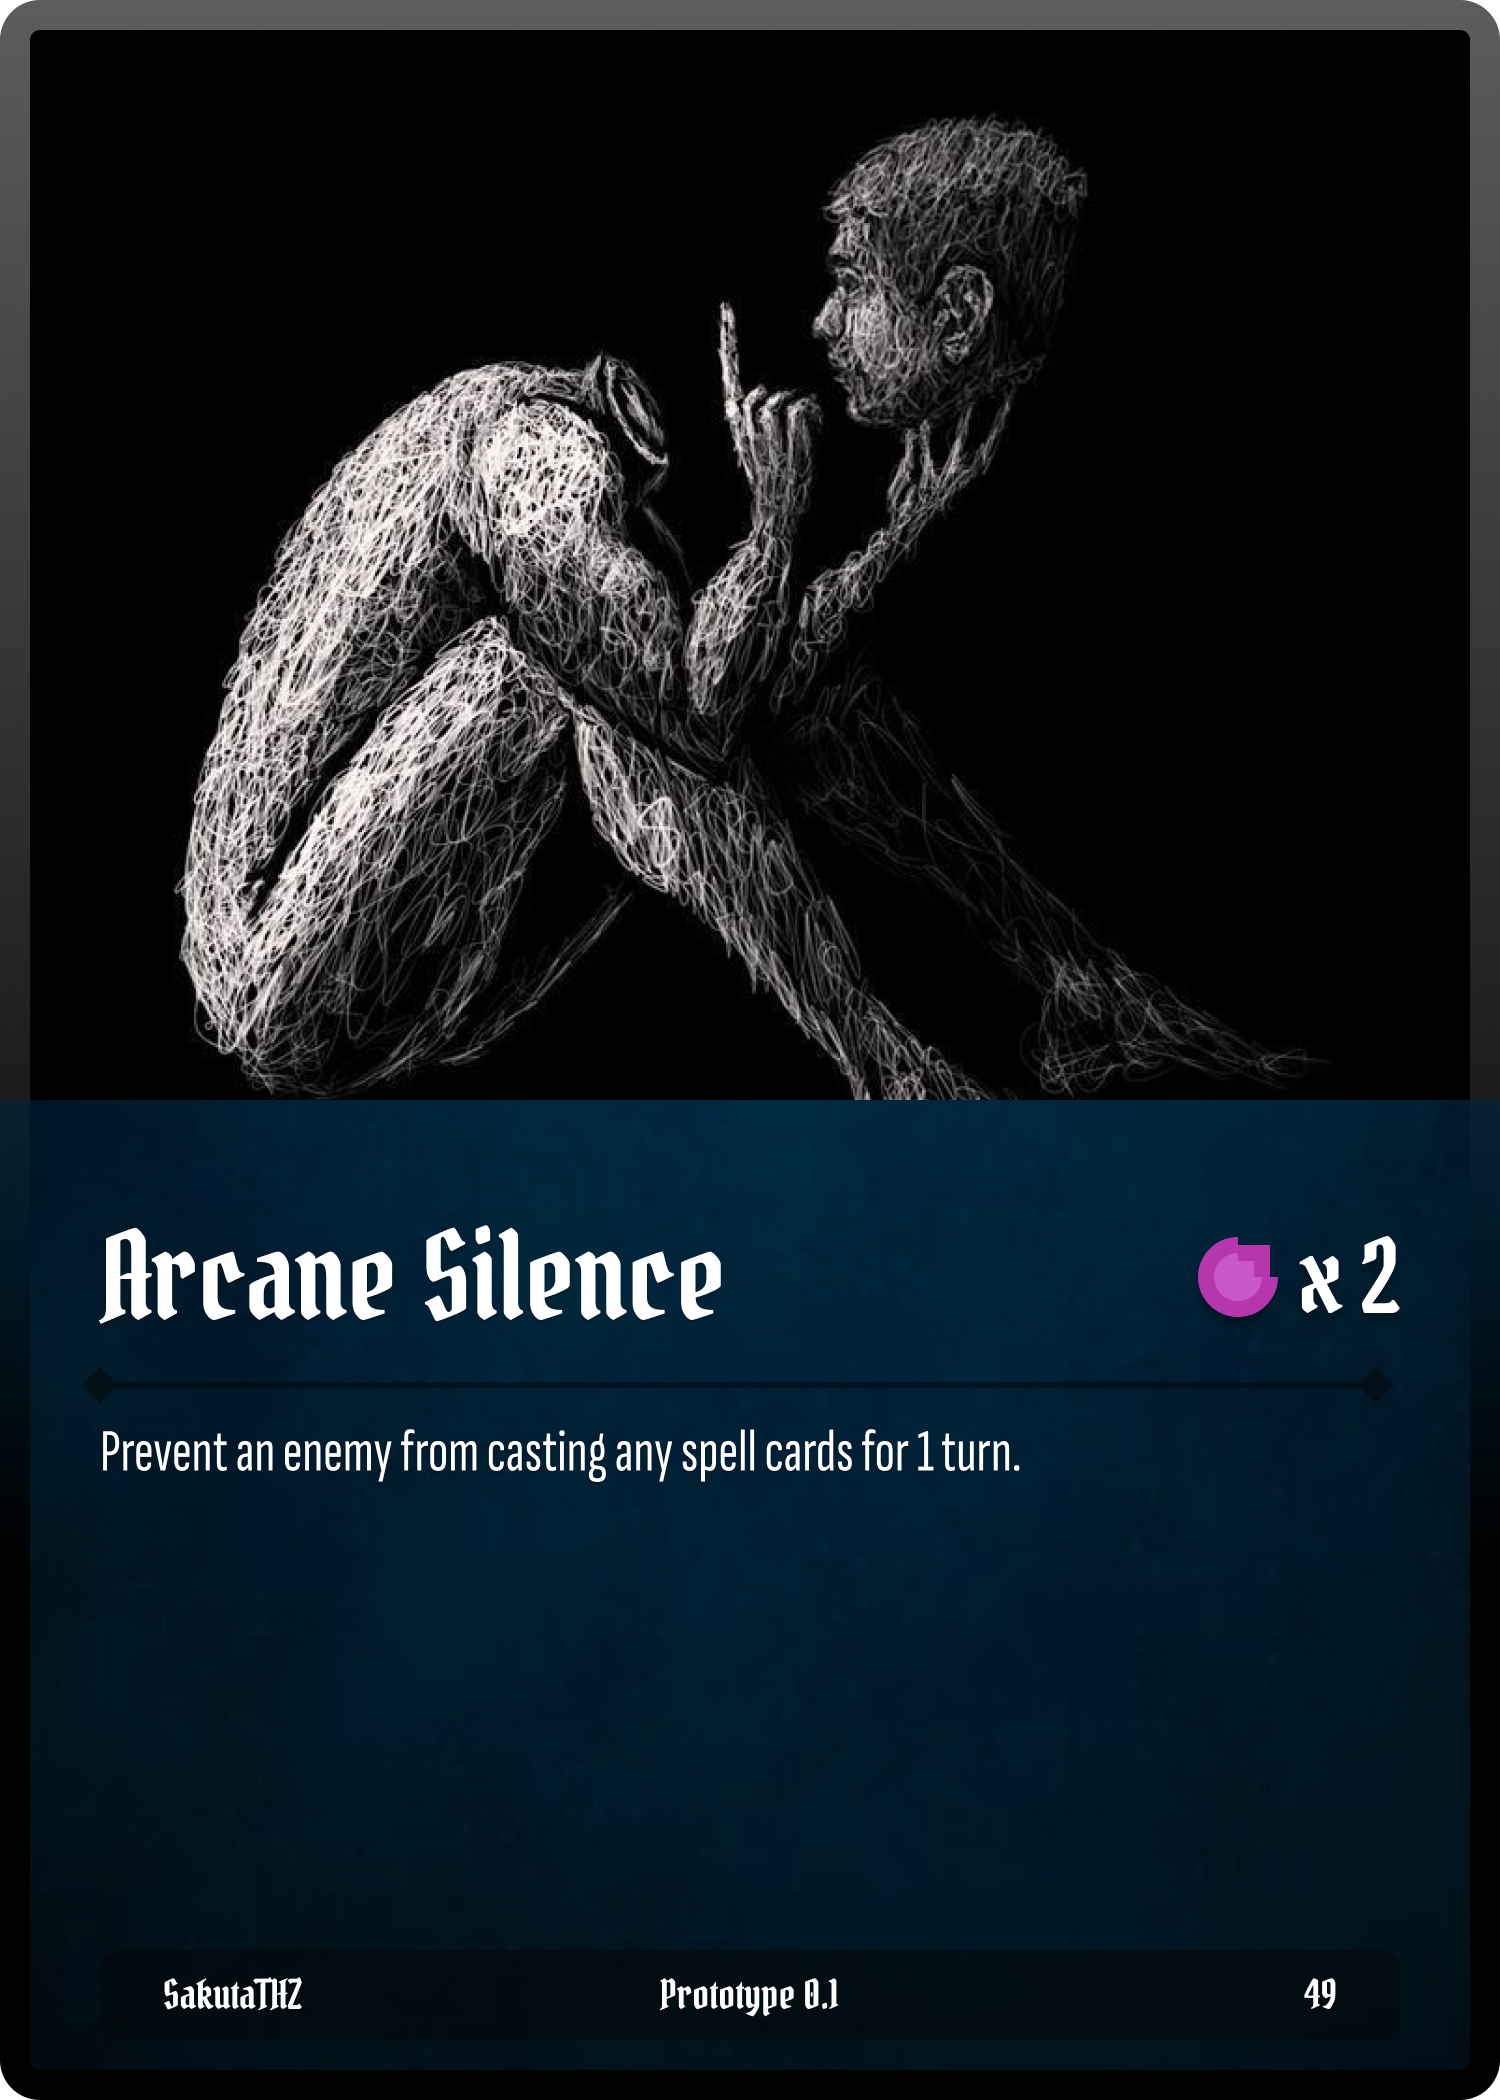 Arcane Silence
x 2
Prevent an enemy from casting any spell cards for 1 turn.
SakutaTHZ Prototype 0.1 49